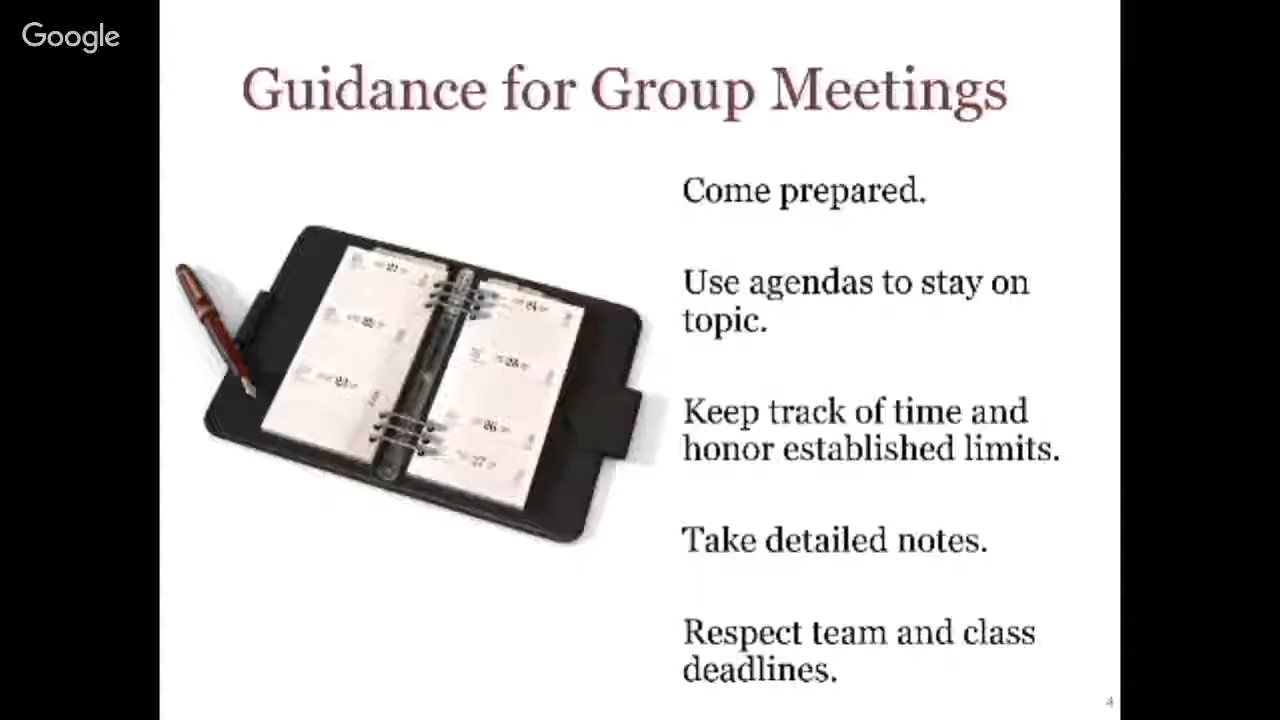 Google
Guidance for Group Meetings
Come prepared.
Use agendas to stay on
topic.
Keep track of time and
honor established limits.
Take detailed notes.
Respect team and class
deadlines.
4